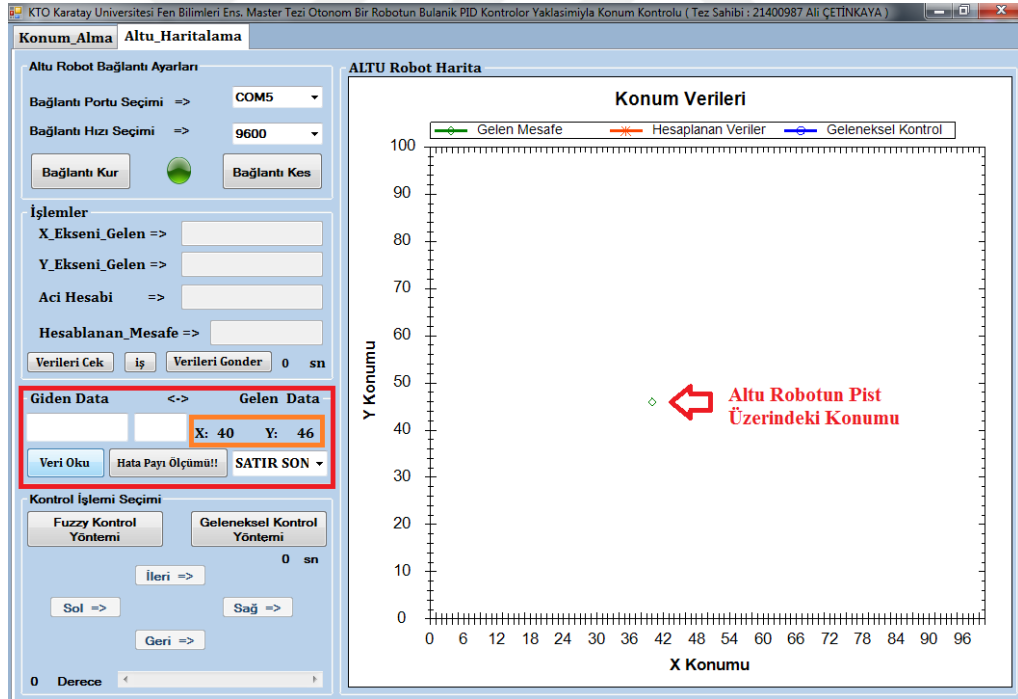 KTO Karatay Universitesi Fen Bilimleri Ens. Master Tezi Otonom Bir Robotun Bulanik PID Kontrolor Yaklasimiyla Konum Kontrolu ( Tez Sahibi : 21400987 Ali ÇETİNKAYA )
Konum_Alma Altu_Haritalama
Altu Robot Bağlantı Ayarları
Bağlantı Portu Seçimi => COM5
Bağlantı Hızı Seçimi => 9600
Bağlantı Kur Bağlantı Kes
İşlemler
X_Ekseni_Gelen =>
Y_Ekseni_Gelen =>
Aci Hesabi =>
Hesablanan_Mesafe =>
Verileri Cek iş Verileri Gonder 0 sn
Giden Data <-> Gelen Data
X: 40 Y: 46
Veri Oku Hata Payı Ölçümü!! SATIR SON
Kontrol İşlemi Seçimi
Fuzzy Kontrol Yöntemi
Geleneksel Kontrol Yöntemi
0 sn
İleri =>
Sol => Sağ =>
Geri =>
0 Derece
ALTU Robot Harita
Konum Verileri
Gelen Mesafe Hesaplanan Veriler Geleneksel Kontrol
100
90
80
70
60
50
40
30
20
10
0
Y Konumu
Altu Robotun Pist
Üzerindeki Konumu
0 6 12 18 24 30 36 42 48 54 60 66 72 78 84 90 96
X Konumu